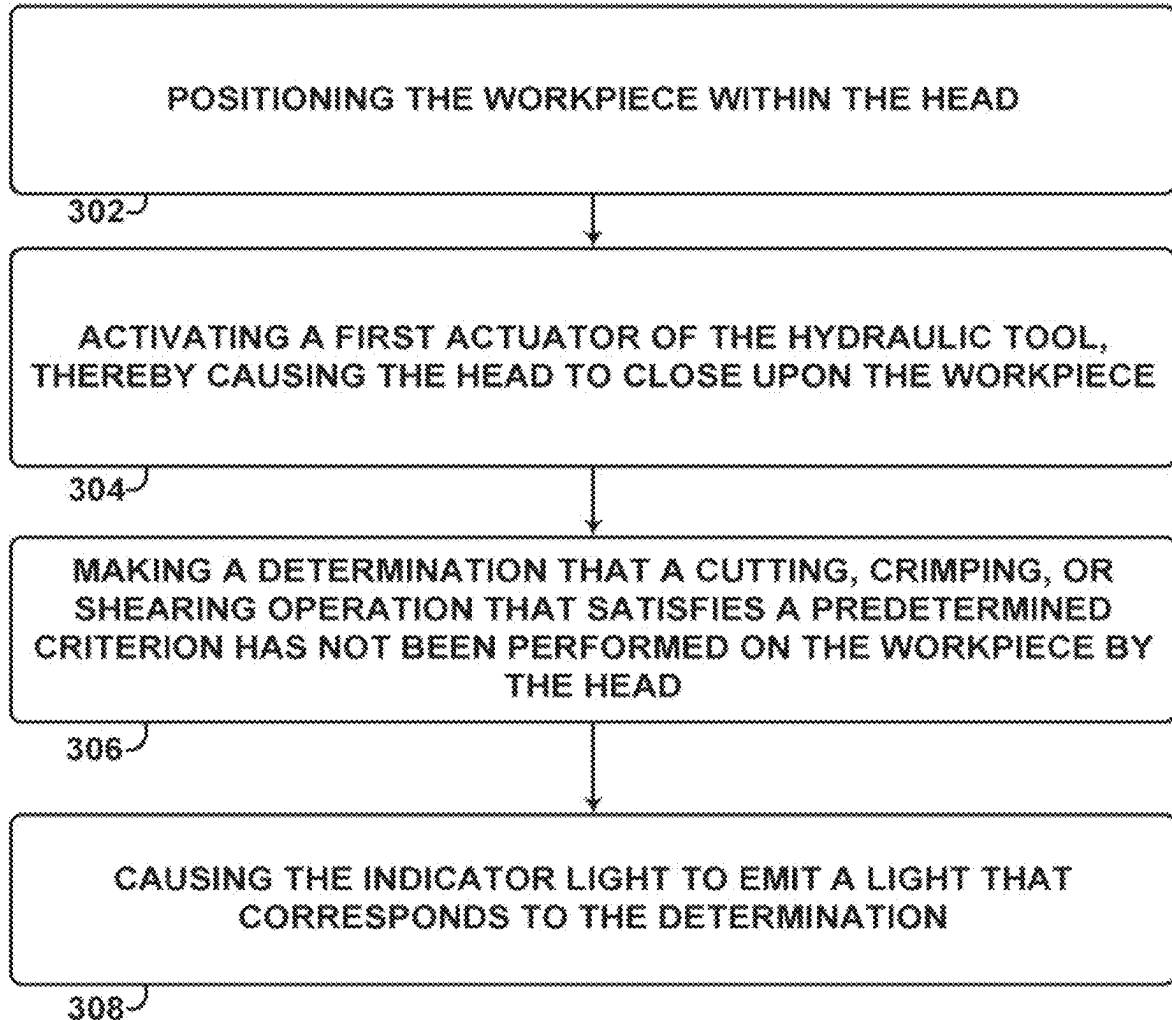 POSITIONING THE WORKPIECE WITHIN THE HEAD
302
ACTIVATING A FIRST ACTUATOR OF THE HYDRAULIC TOOL,
THEREBY CAUSING THE HEAD TO CLOSE UPON THE WORKPIECE
304
MAKING A DETERMINATION THAT A CUTTING, CRIMPING, OR
SHEARING OPERATION THAT SATISFIES A PREDETERMINED
CRITERION HAS NOT BEEN PERFORMED ON THE WORKPIECE BY
THE HEAD
306
CAUSING THE INDICATOR LIGHT TO EMIT A LIGHT THAT
CORRESPONDS TO THE DETERMINATION
308